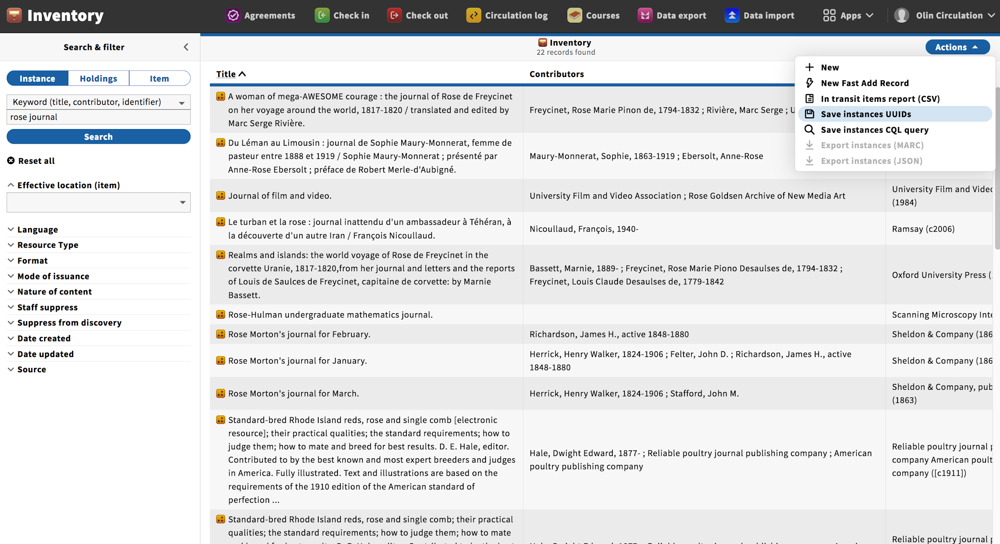 Inventory
Agreements
Check in
Check out
Circulation log
Courses
Data export
Data import
Apps
Olin Circulation
Search & filter
Inventory
22 records found
Actions
New
New Fast Add Record
In transit items report (CSV)
Save instances UUIDs
Save instances CQL query
Export instances (MARC)
Export instances (JSON)
Instance
Holdings
Item
Keyword (title, contributor, identifier)
rose journal
Search
Reset all
Effective location (item)
Language
Resource Type
Format
Mode of issuance
Nature of content
Staff suppress
Suppress from discovery
Date created
Date updated
Source
Title
Contributors
A woman of mega-AWESOME courage : the journal of Rose de Freycinet
on her voyage around the world, 1817-1820 / translated and edited by
Marc Serge Rivière.
Freycinet, Rose Marie Pinon de, 1794-1832 ; Rivière, Marc Serge ; U
Du Léman au Limousin : journal de Sophie Maury-Monnerat, femme de
pasteur entre 1888 et 1919 / Sophie Maury-Monnerat ; présenté par
Anne-Rose Ebersolt ; préface de Robert Merle-d'Aubigné.
Maury-Monnerat, Sophie, 1863-1919 ; Ebersolt, Anne-Rose
Journal of film and video.
University Film and Video Association ; Rose Goldsen Archive of New Media Art
University Film and Video
(1984)
Le turban et la rose : journal inattendu d'un ambassadeur à Téhéran, à
la découverte d'un autre Iran / François Nicoullaud.
Nicoullaud, François, 1940-
Ramsay (c2006)
Realms and islands: the world voyage of Rose de Freycinet in the
corvette Uranie, 1817-1820,from her journal and letters and the reports
of Louis de Saulces de Freycinet, capitaine de corvette: by Marnie
Bassett.
Bassett, Marnie, 1889- ; Freycinet, Rose Marie Piono Desaulses de, 1794-1832 ;
Freycinet, Louis Claude Desaulses de, 1779-1842
Oxford University Press (
Rose-Hulman undergraduate mathematics journal.
Scanning Microscopy Inte
Rose Morton's journal for February.
Richardson, James H., active 1848-1880
Sheldon & Company (186
Rose Morton's journal for January.
Herrick, Henry Walker, 1824-1906 ; Felter, John D. ; Richardson, James H., active
1848-1880
Sheldon & Company (186
Rose Morton's journal for March.
Herrick, Henry Walker, 1824-1906 ; Stafford, John M.
Sheldon & Company, pub
(1863)
Standard-bred Rhode Island reds, rose and single comb [electronic
resource]; their practical qualities; the standard requirements; how to
judge them; how to mate and breed for best results. D. E. Hale, editor.
Contributed to by the best known and most expert breeders and judges
in America. Fully illustrated. Text and illustrations are based on the
requirements of the 1910 edition of the American standard of
perfection ...
Hale, Dwight Edward, 1877- ; Reliable poultry journal publishing company ; American
poultry publishing company
Reliable poultry journal p
company American poult
company ([c1911])
Standard-bred Rhode Island reds, rose and single comb; their practical
qualities; the standard requirements; how to judge them; how to mate
Reliable poultry journal p